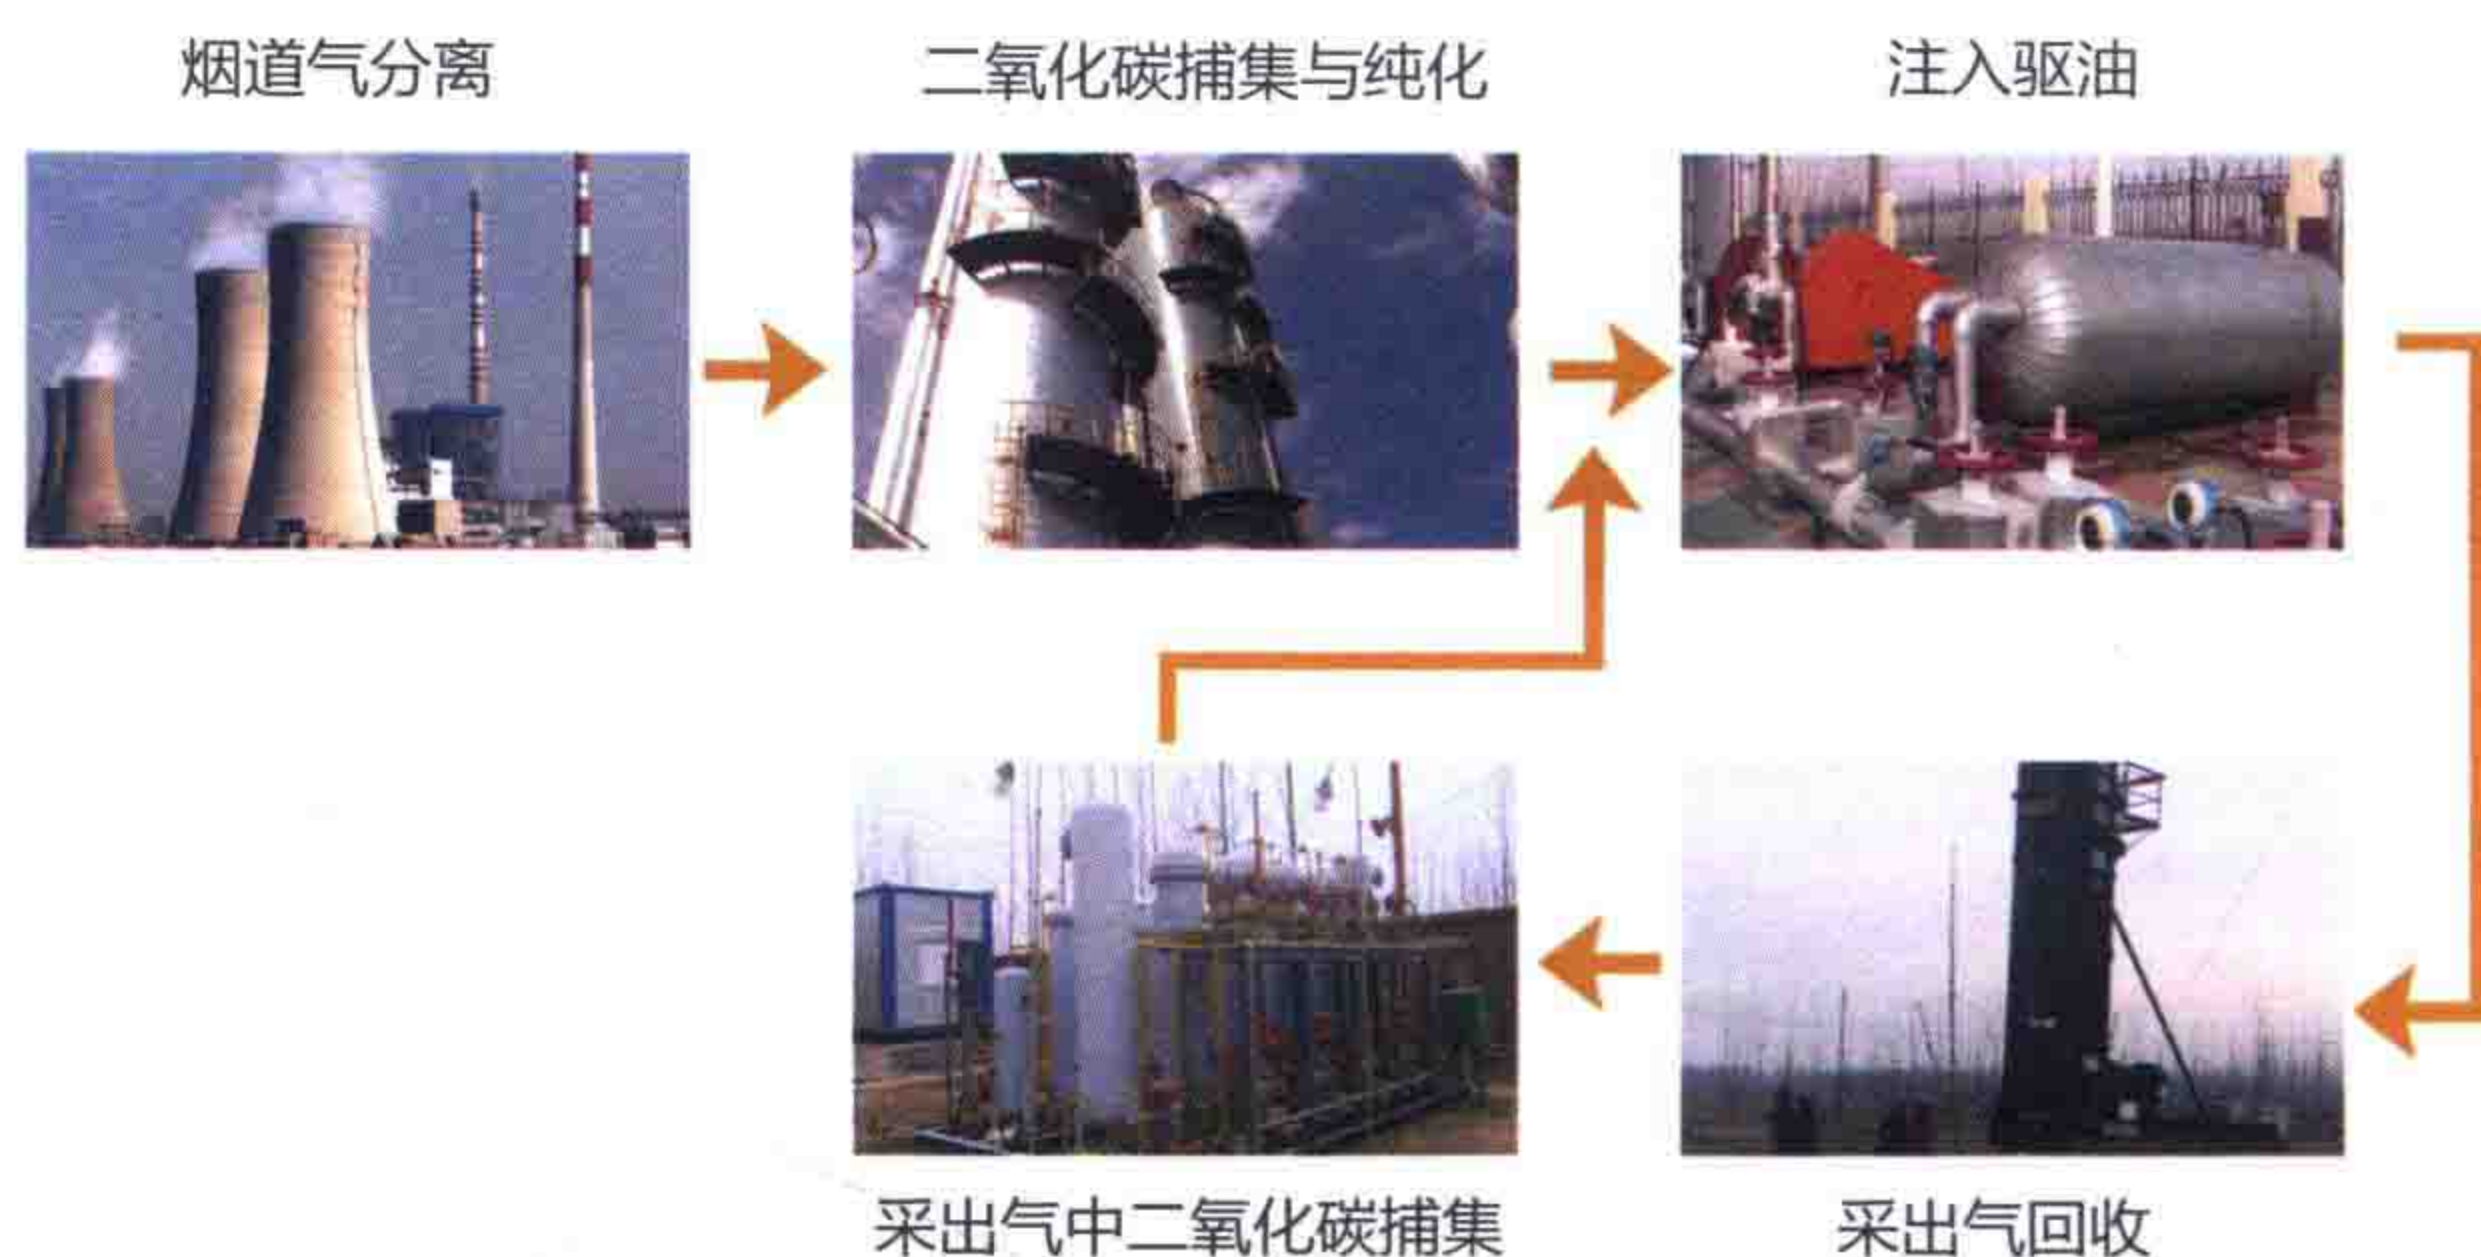 烟道气分离
二氧化碳捕集与纯化
注入驱油
采出气中二氧化碳捕集
采出气回收